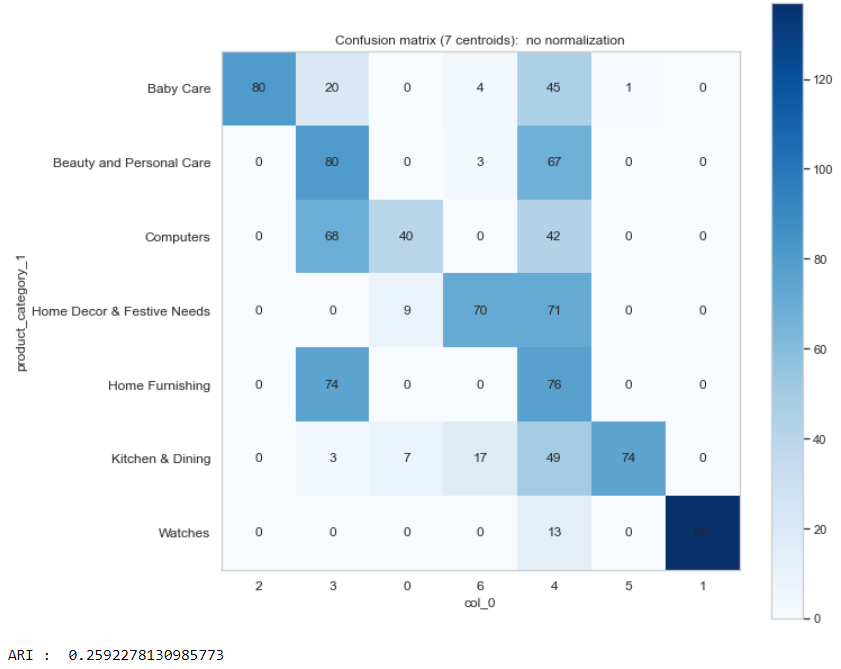 Confusion matrix (7 centroids): no normalization
product_category_1
Baby Care 80 20 0 4 45 1 0
Beauty and Personal Care 0 80 0 3 67 0 0
Computers 0 68 40 0 42 0 0
Home Decor & Festive Needs 0 0 9 70 71 0 0
Home Furnishing 0 74 0 0 76 0 0
Kitchen & Dining 0 3 7 17 49 74 0
Watches 0 0 0 0 13 0 137
2 3 0 6 4 5 1
col_0
120
100
80
60
40
20
0
ARI : 0.2592278130985773